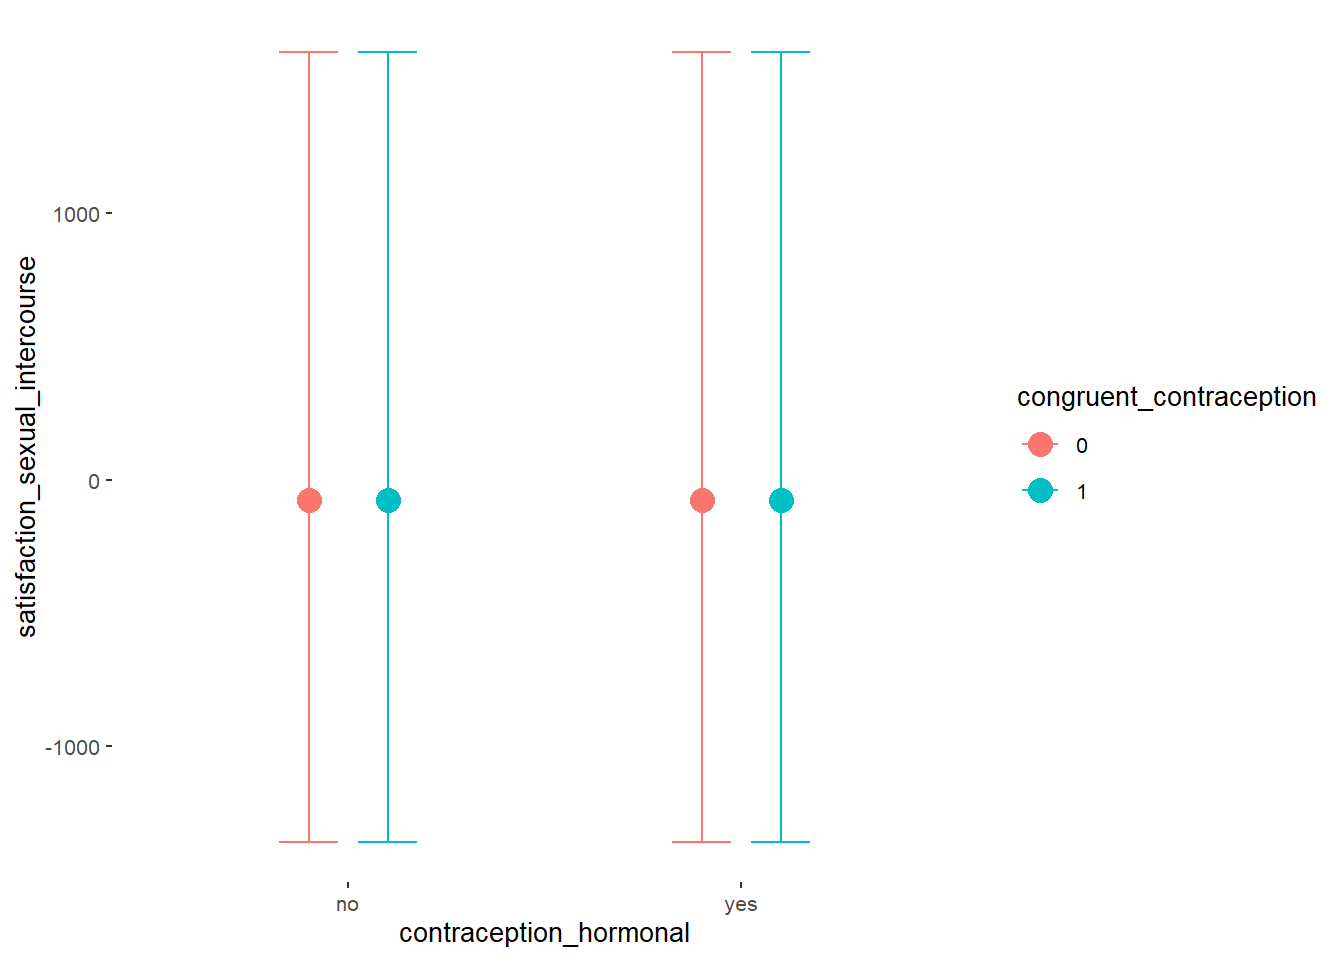 satisfaction_sexual_intercourse
1000
0
-1000
no
yes
contraception_hormonal
congruent_contraception
0
1